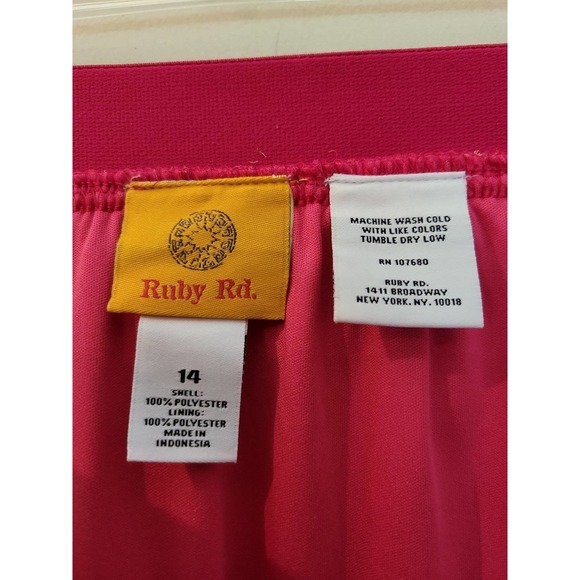 Ruby Rd.
14
SHELL:
100% POLYESTER
LINING:
100% POLYESTER
MADE IN
INDONESIA
MACHINE WASH COLD
WITH LIKE COLORS
TUMBLE DRY LOW
RN 107680
RUBY RD.
1411 BROADWAY
NEW YORK. NY. 10018